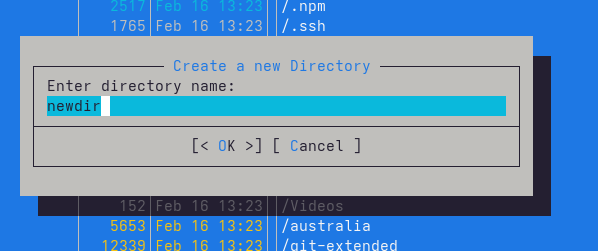 2517 Feb 16 13:23 /.npm
1765 Feb 16 13:23 /.ssh
Create a new Directory
Enter directory name:
newdir
[< OK >] [ Cancel ]
152 Feb 16 13:23 /Videos
5653 Feb 16 13:23 /australia
12339 Feb 16 13:23 /git-extended